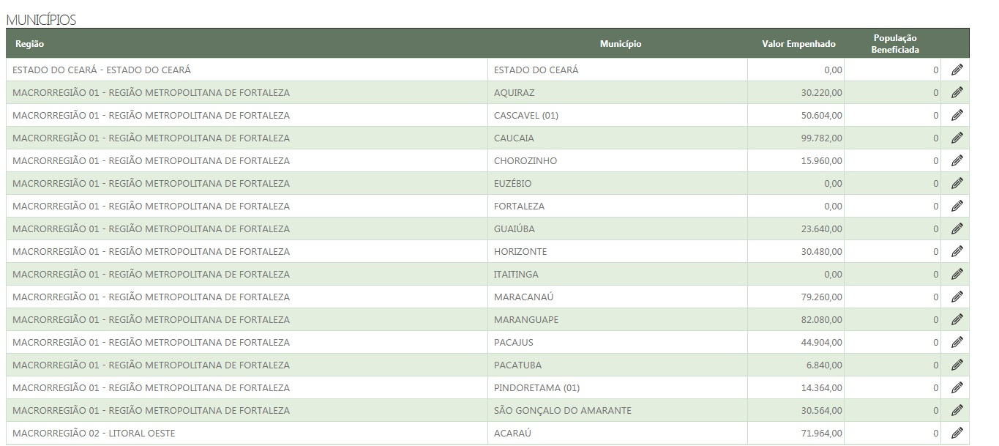 MUNICÍPIOS
Região Município Valor Empenhado População Beneficiada
ESTADO DO CEARÁ - ESTADO DO CEARÁ ESTADO DO CEARÁ 0,00 0
MACRORREGIÃO 01 - REGIÃO METROPOLITANA DE FORTALEZA AQUIRAZ 30.220,00 0
MACRORREGIÃO 01 - REGIÃO METROPOLITANA DE FORTALEZA CASCAVEL (01) 50.604,00 0
MACRORREGIÃO 01 - REGIÃO METROPOLITANA DE FORTALEZA CAUCAIA 99.782,00 0
MACRORREGIÃO 01 - REGIÃO METROPOLITANA DE FORTALEZA CHOROZINHO 15.960,00 0
MACRORREGIÃO 01 - REGIÃO METROPOLITANA DE FORTALEZA EUZÉBIO 0,00 0
MACRORREGIÃO 01 - REGIÃO METROPOLITANA DE FORTALEZA FORTALEZA 0,00 0
MACRORREGIÃO 01 - REGIÃO METROPOLITANA DE FORTALEZA GUAIÚBA 23.640,00 0
MACRORREGIÃO 01 - REGIÃO METROPOLITANA DE FORTALEZA HORIZONTE 30.480,00 0
MACRORREGIÃO 01 - REGIÃO METROPOLITANA DE FORTALEZA ITAITINGA 0,00 0
MACRORREGIÃO 01 - REGIÃO METROPOLITANA DE FORTALEZA MARACANAÚ 79.260,00 0
MACRORREGIÃO 01 - REGIÃO METROPOLITANA DE FORTALEZA MARANGUAPE 82.080,00 0
MACRORREGIÃO 01 - REGIÃO METROPOLITANA DE FORTALEZA PACAJUS 44.904,00 0
MACRORREGIÃO 01 - REGIÃO METROPOLITANA DE FORTALEZA PACATUBA 6.840,00 0
MACRORREGIÃO 01 - REGIÃO METROPOLITANA DE FORTALEZA PINDORETAMA (01) 14.364,00 0
MACRORREGIÃO 01 - REGIÃO METROPOLITANA DE FORTALEZA SÃO GONÇALO DO AMARANTE 30.564,00 0
MACRORREGIÃO 02 - LITORAL OESTE ACARAÚ 71.964,00 0